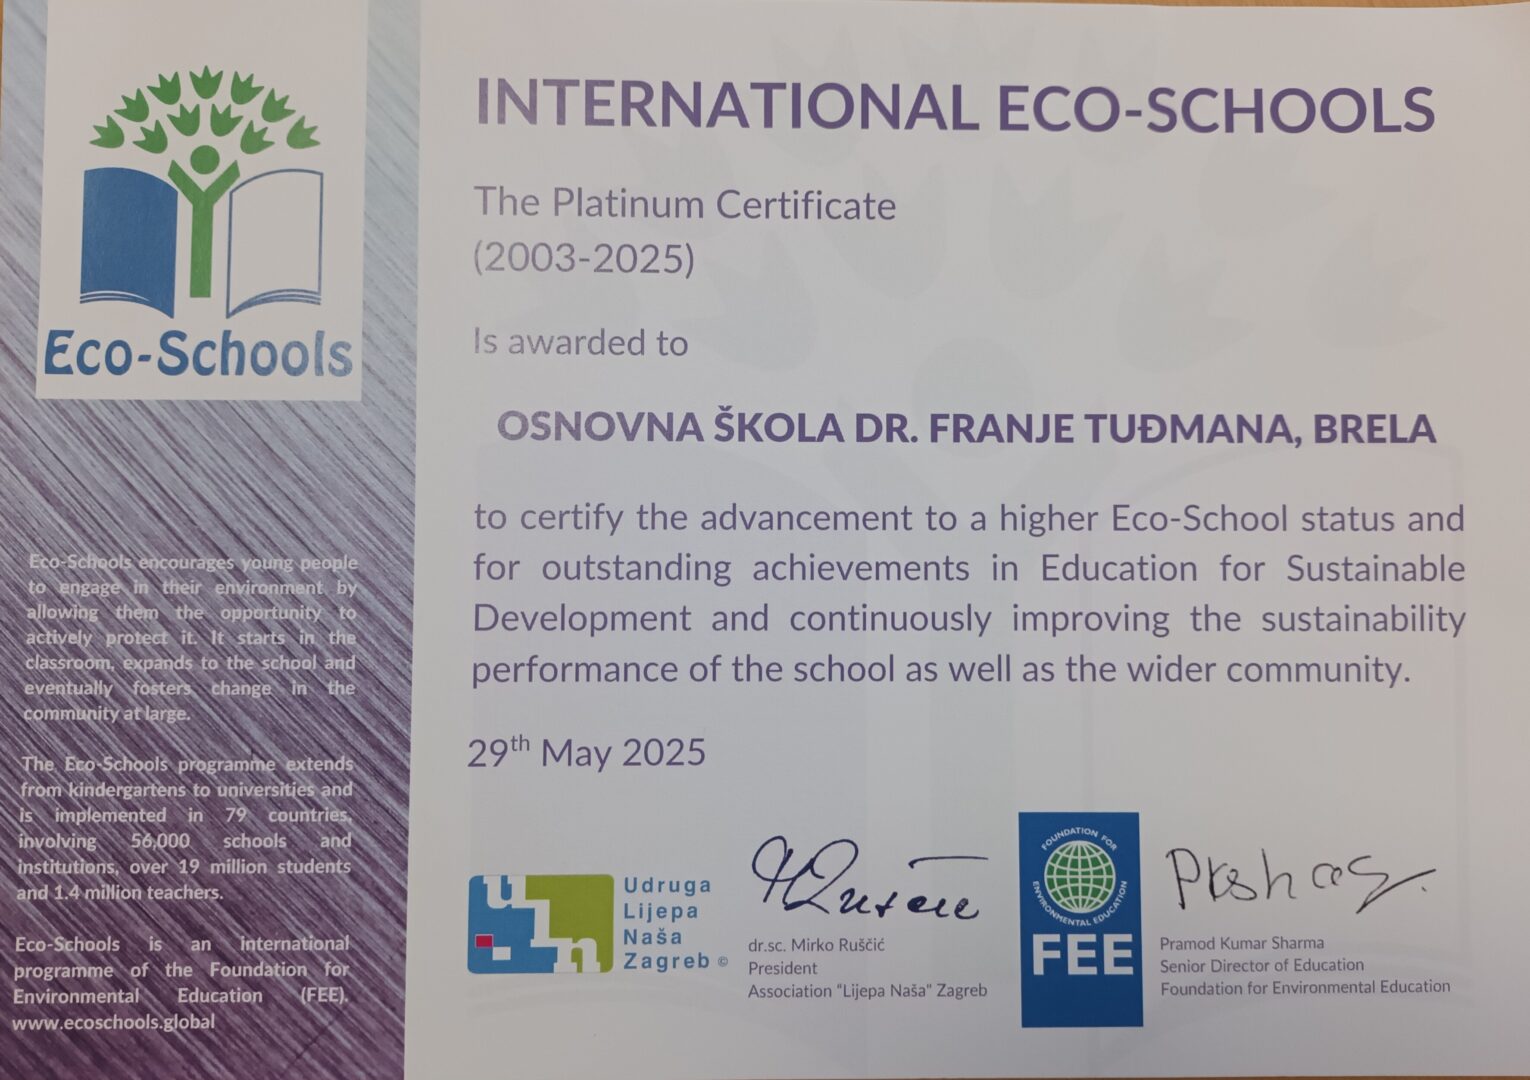 Eco-Schools
Eco-Schools encourages young people
to engage in their environment by
allowing them the opportunity to
actively protect it. It starts in the
classroom, expands to the school and
eventually fosters change in the
community at large.
The Eco-Schools programme extends
from kindergartens to universities and
is implemented in 79 countries,
involving 56,000 schools and
institutions, over 19 million students
and 1.4 million teachers.
Eco-Schools is an international
programme of the Foundation for
Environmental Education (FEE).
www.ecoschools.global
INTERNATIONAL ECO-SCHOOLS
The Platinum Certificate
(2003-2025)
Is awarded to
OSNOVNA ŠKOLA DR. FRANJE TUĐMANA, BRELA
to certify the advancement to a higher Eco-School status and
for outstanding achievements in Education for Sustainable
Development and continuously improving the sustainability
performance of the school as well as the wider community.
29th May 2025
Udruga
Lijepa
Naša
Zagreb ©
dr.sc. Mirko Ruščić
President
Association “Lijepa Naša” Zagreb
FOUNDATION FOR
ENVIRONMENTAL EDUCATION
FEE
Pramod Kumar Sharma
Senior Director of Education
Foundation for Environmental Education